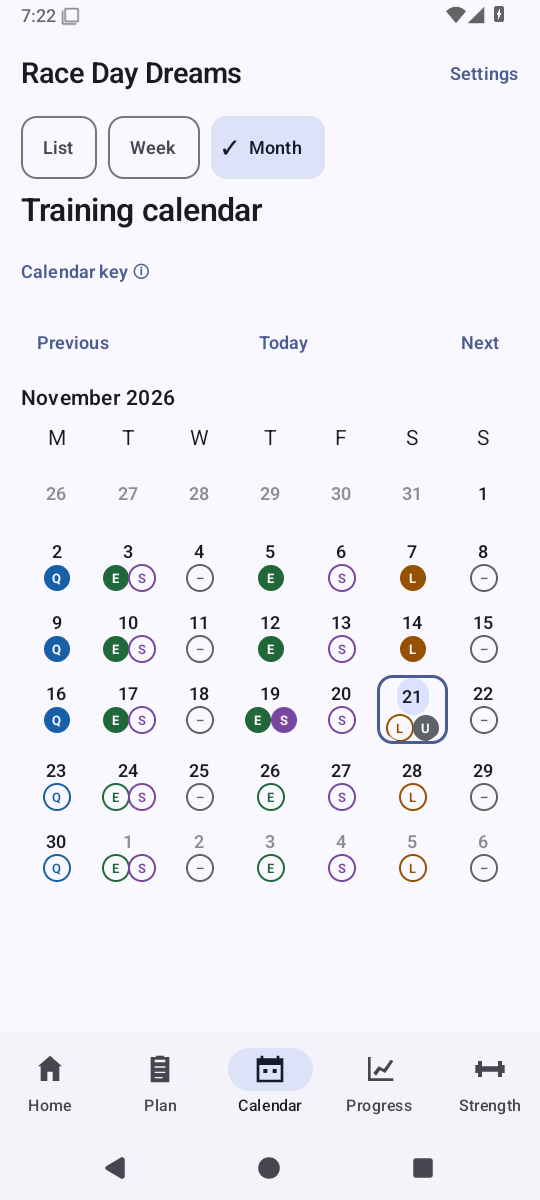 7:22
Race Day Dreams Settings
List Week ✓ Month
Training calendar
Calendar key ⓘ
Previous Today Next
November 2026
M T W T F S S
26 27 28 29 30 31 1
2 3 4 5 6 7 8
Q E S – E S L –
9 10 11 12 13 14 15
Q E S – E S L –
16 17 18 19 20 21 22
Q E S – E S S L U –
23 24 25 26 27 28 29
Q E S – E S L –
30 1 2 3 4 5 6
Q E S – E S L –
Home Plan Calendar Progress Strength